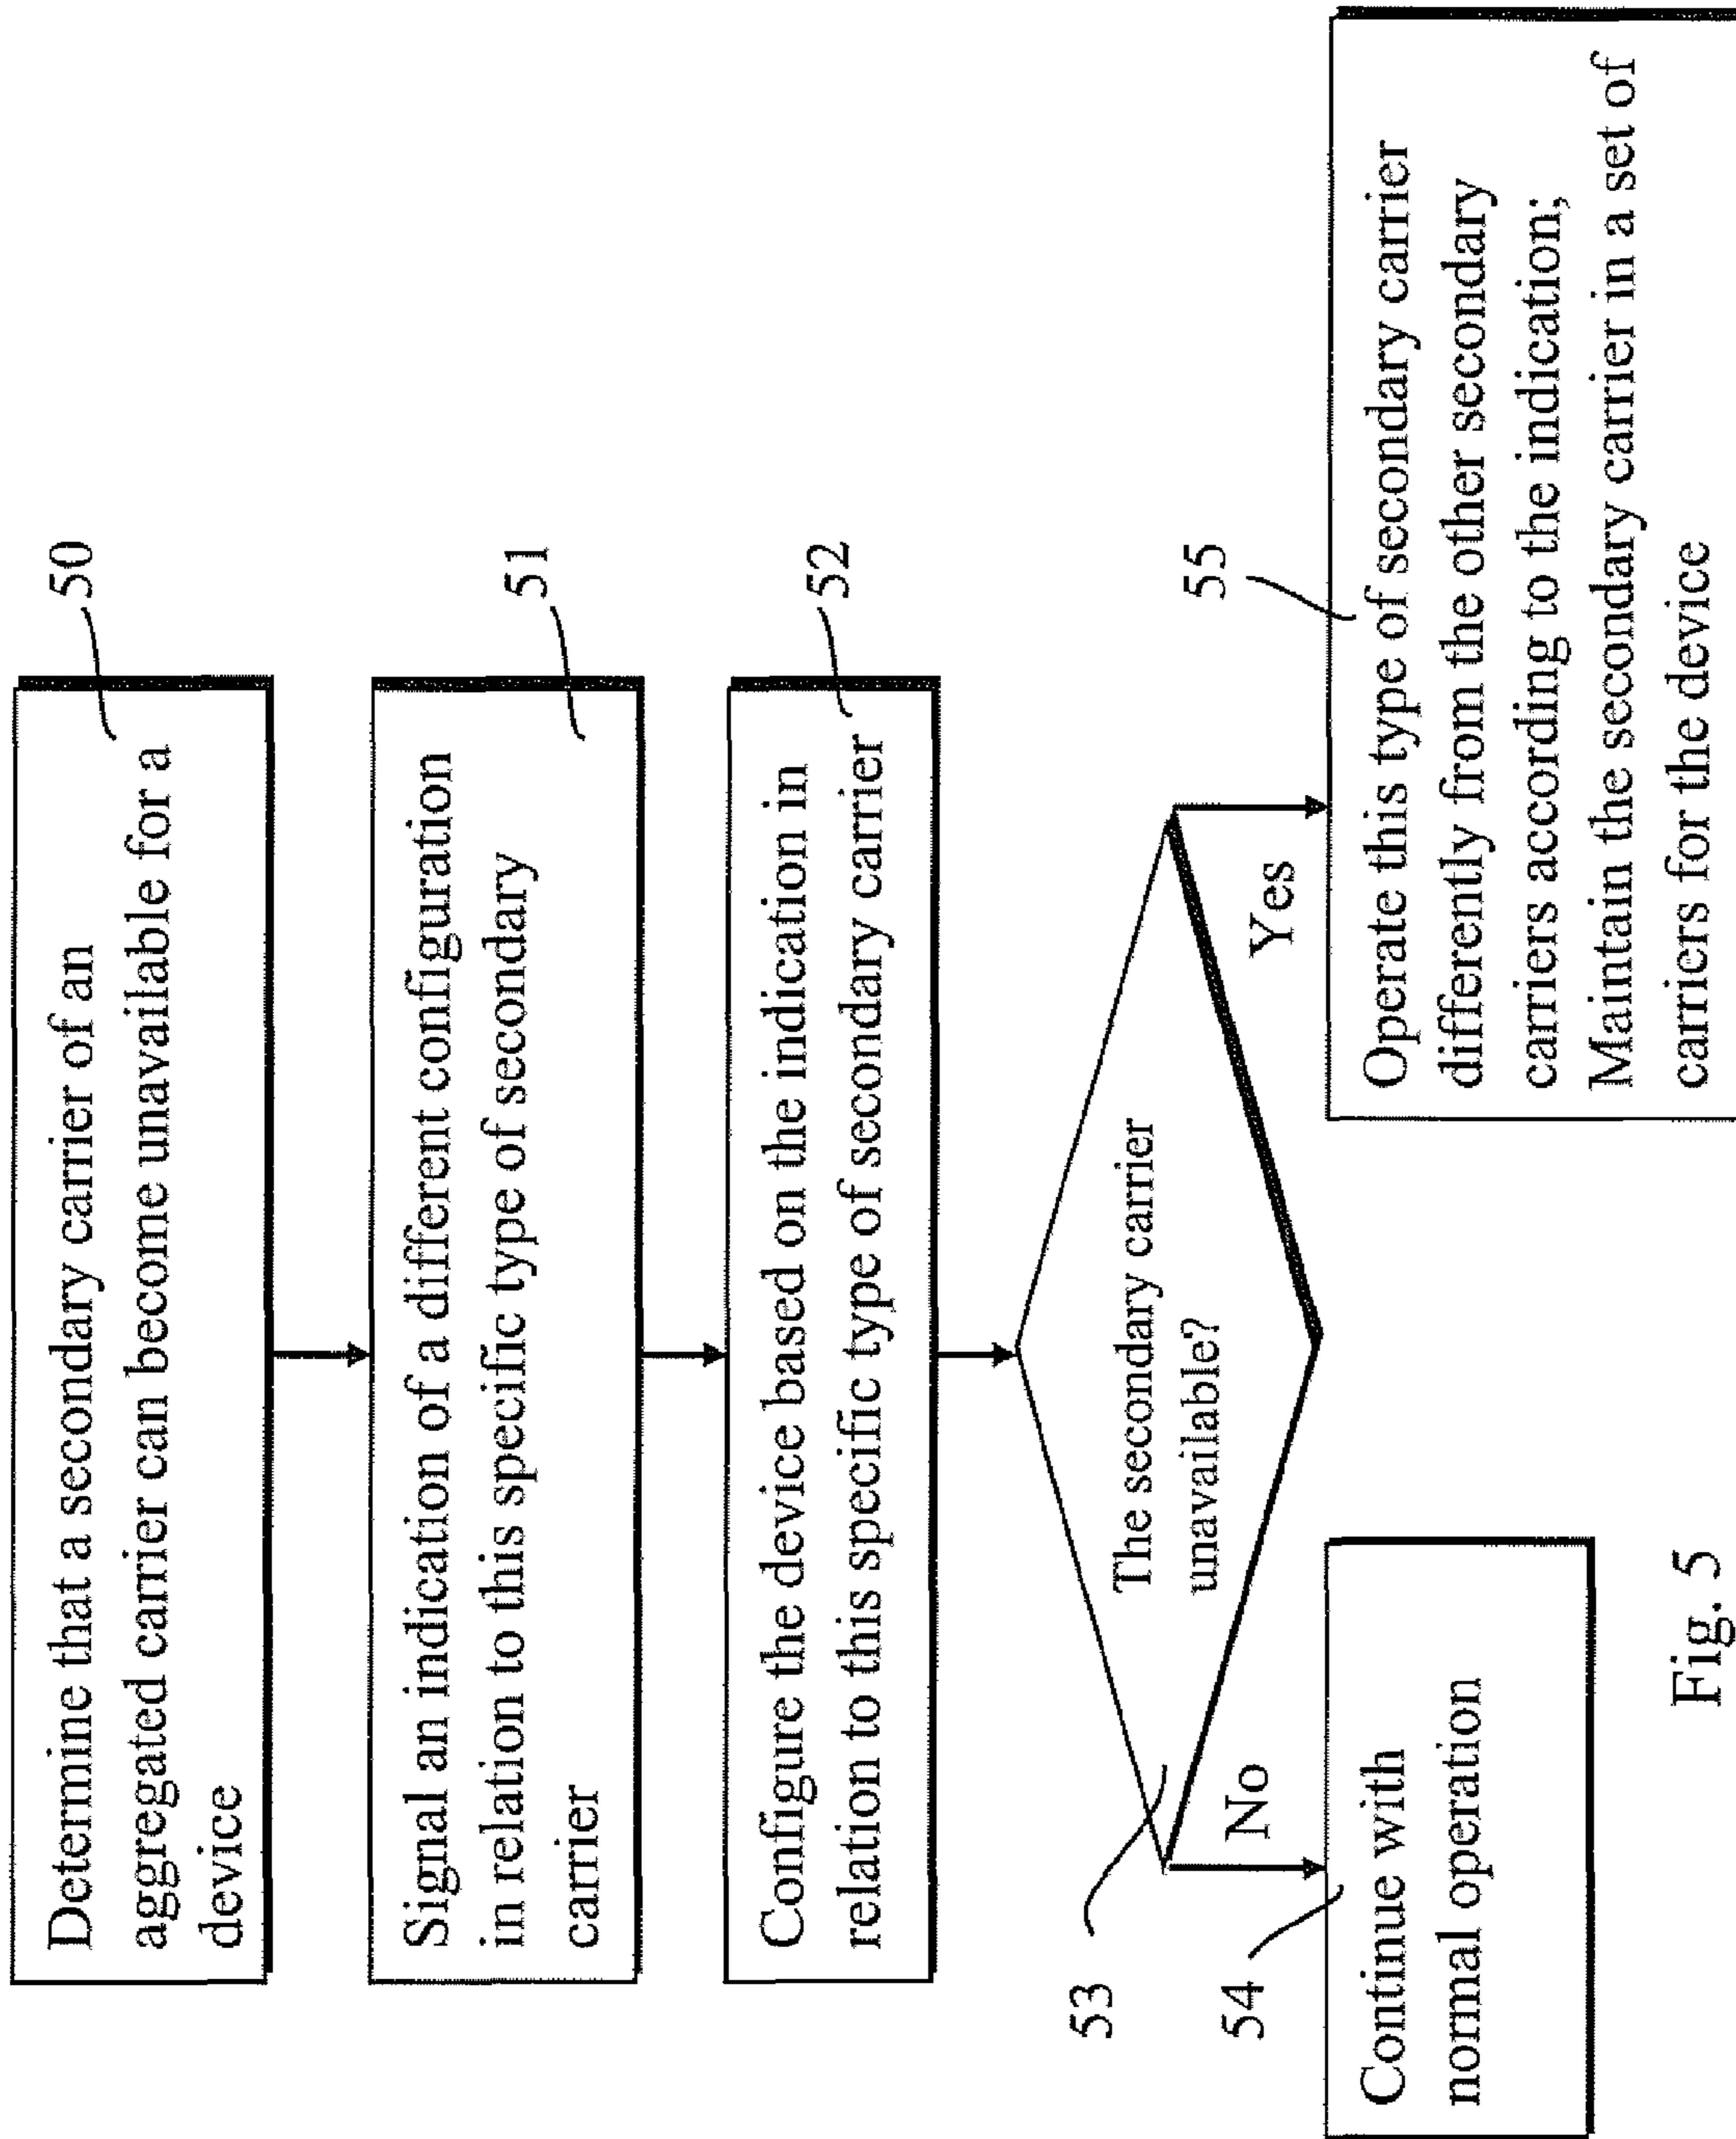 Determine that a secondary carrier of an
aggregated carrier can become unavailable for a
device
50
Signal an indication of a different configuration
in relation to this specific type of secondary
carrier
51
Configure the device based on the indication in
relation to this specific type of secondary carrier
52
The secondary carrier
unavailable?
53
No
Yes
54
Continue with
normal operation
55
Operate this type of secondary carrier
differently from the other secondary
carriers according to the indication;
Maintain the secondary carrier in a set of
carriers for the device
Fig. 5